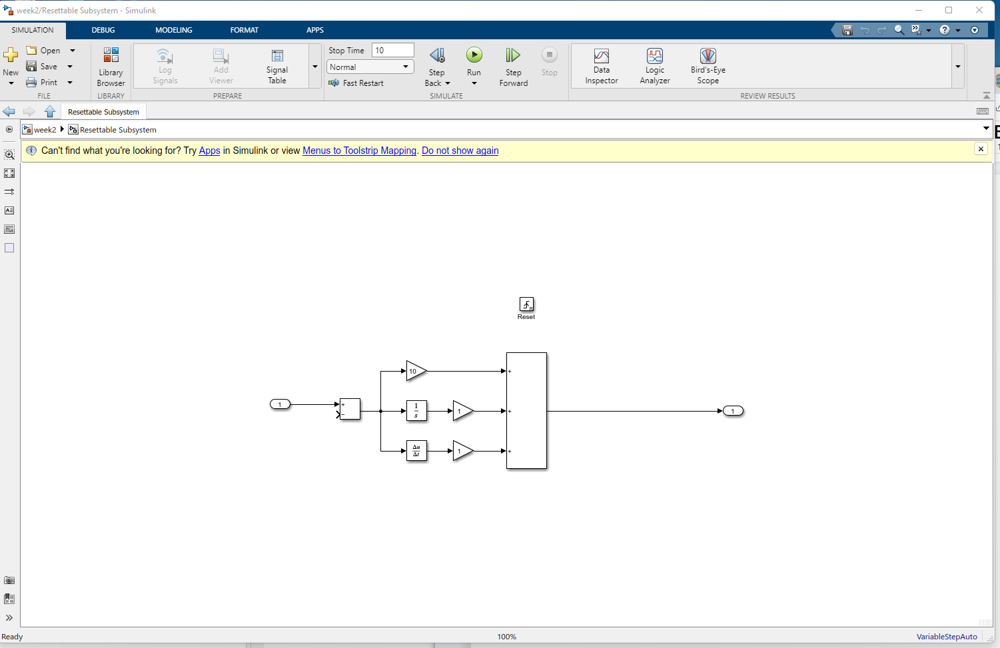 week2/Resettable Subsystem - Simulink
SIMULATION DEBUG MODELING FORMAT APPS
New
Open
Save
Print
FILE
Library
Browser
LIBRARY
Log
Signals
Add
Viewer
Signal
Table
PREPARE
Stop Time 10
Normal
Fast Restart
Step
Back
Run
Step
Forward
Stop
SIMULATE
Data
Inspector
Logic
Analyzer
Bird's-Eye
Scope
REVIEW RESULTS
Resettable Subsystem
week2 Resettable Subsystem
Can't find what you're looking for? Try Apps in Simulink or view Menus to Toolstrip Mapping. Do not show again
R
Reset
10 +
1 + 1/s 1 + 1
−
Δu/Δt 1 +
Ready 100% VariableStepAuto